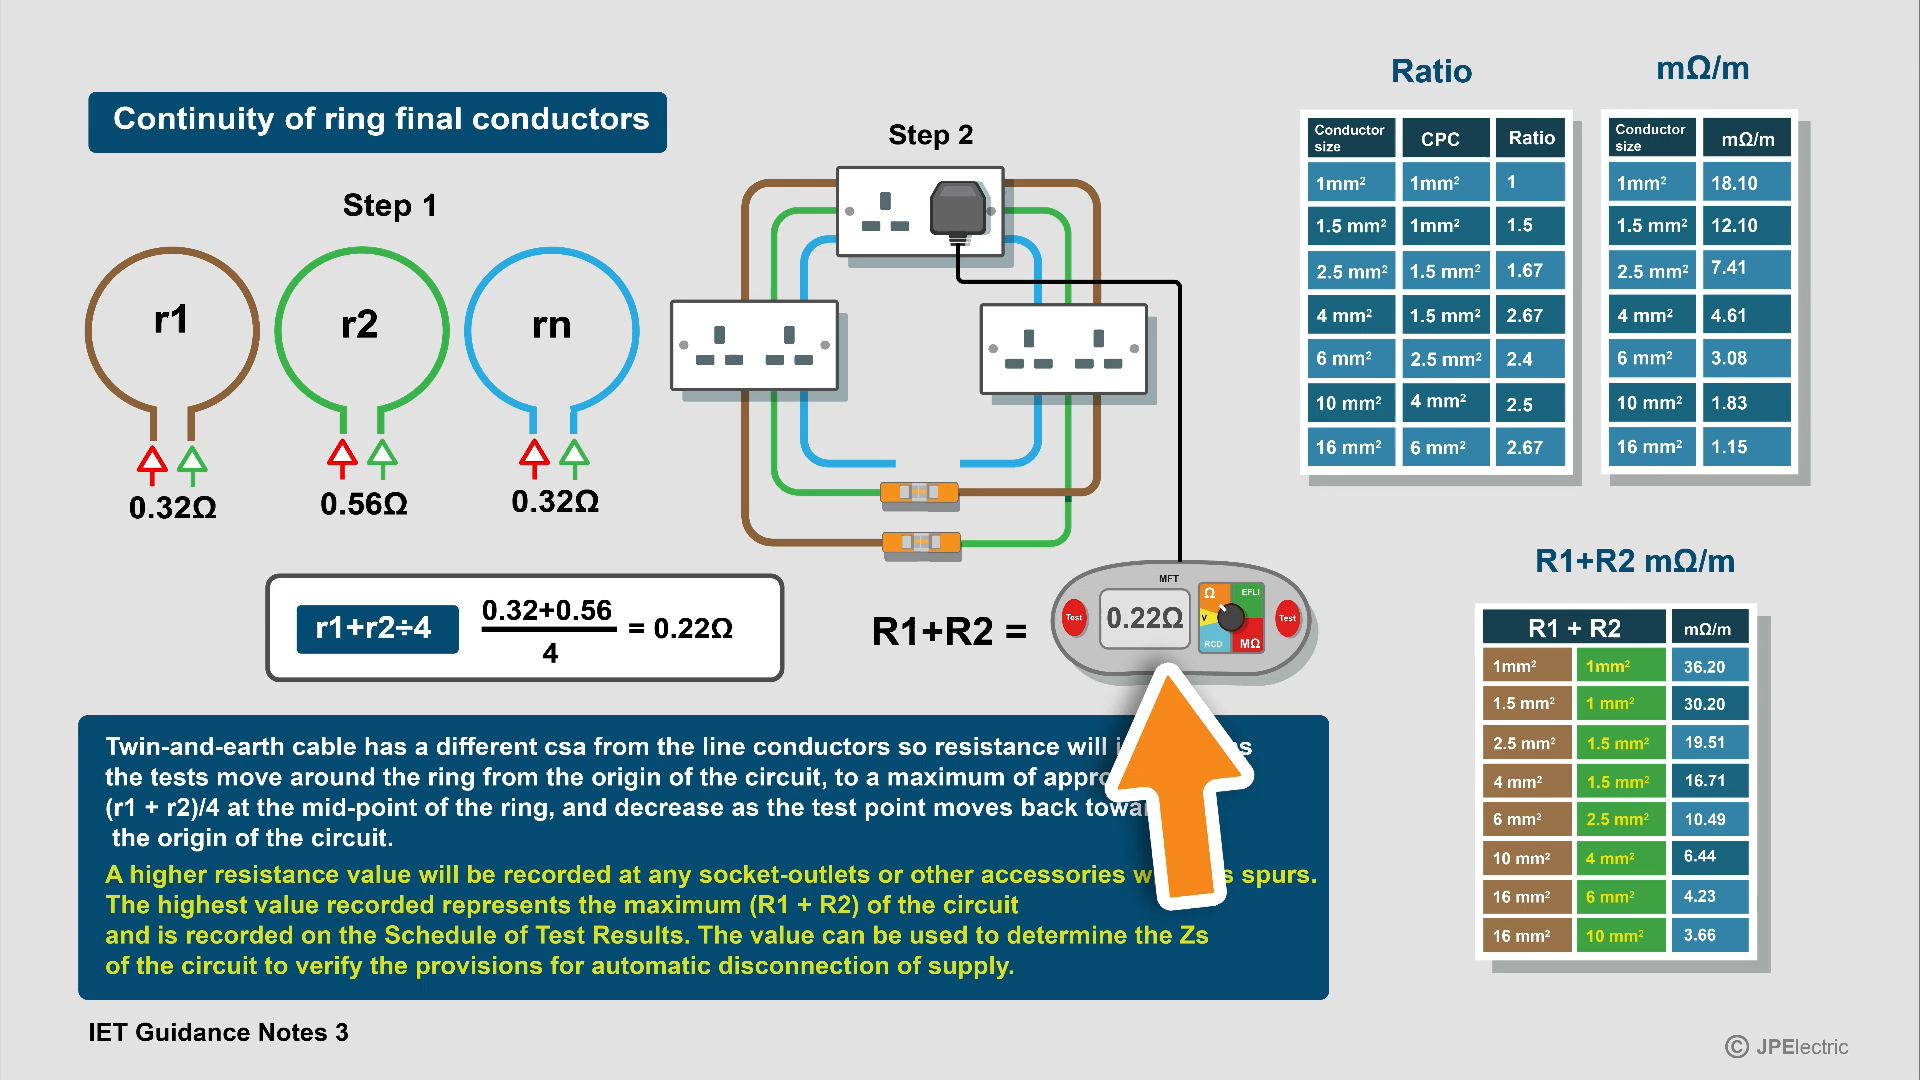 Continuity of ring final conductors
Step 1
r1
r2
rn
0.32Ω
0.56Ω
0.32Ω
r1+r2÷4
0.32+0.56
4
= 0.22Ω
Step 2
R1+R2 =
MFT
Test
0.22Ω
Ω
EFLI
V
RCD
MΩ
Test
Twin-and-earth cable has a different csa from the line conductors so resistance will
the tests move around the ring from the origin of the circuit, to a maximum of
(r1 + r2)/4 at the mid-point of the ring, and decrease as the test point moves back
the origin of the circuit.
A higher resistance value will be recorded at any socket-outlets or other accessories spurs.
The highest value recorded represents the maximum (R1 + R2) of the circuit
and is recorded on the Schedule of Test Results. The value can be used to determine the Zs
of the circuit to verify the provisions for automatic disconnection of supply.
IET Guidance Notes 3
Ratio
Conductor size CPC Ratio
1mm² 1mm² 1
1.5 mm² 1mm² 1.5
2.5 mm² 1.5 mm² 1.67
4 mm² 1.5 mm² 2.67
6 mm² 2.5 mm² 2.4
10 mm² 4 mm² 2.5
16 mm² 6 mm² 2.67
mΩ/m
Conductor size mΩ/m
1mm² 18.10
1.5 mm² 12.10
2.5 mm² 7.41
4 mm² 4.61
6 mm² 3.08
10 mm² 1.83
16 mm² 1.15
R1+R2 mΩ/m
R1 + R2 mΩ/m
1mm² 1mm² 36.20
1.5 mm² 1 mm² 30.20
2.5 mm² 1.5 mm² 19.51
4 mm² 1.5 mm² 16.71
6 mm² 2.5 mm² 10.49
10 mm² 4 mm² 6.44
16 mm² 6 mm² 4.23
16 mm² 10 mm² 3.66
© JPElectric